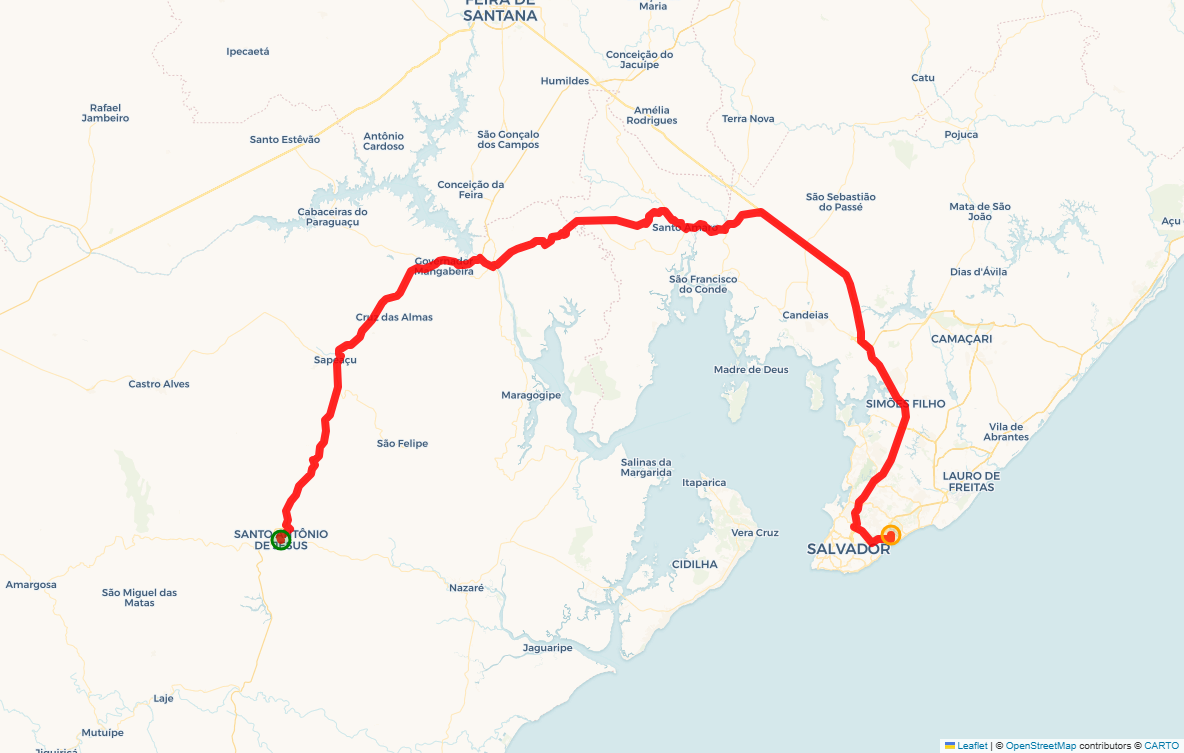 FEIRA DE
SANTANA
Maria
Ipecaetá
Conceição do
Jacuípe
Humildes
Catu
Rafael
Jambeiro
Amélia
Rodrigues
Terra Nova
Santo Estêvão
Antônio
Cardoso
São Gonçalo
dos Campos
Pojuca
Conceição da
Feira
São Sebastião
do Passé
Mata de São
João
Cabaceiras do
Paraguaçu
Santo Amaro
Açu
Governador
Mangabeira
São Francisco
do Conde
Dias d'Ávila
Cruz das Almas
Candeias
CAMAÇARI
Sapeaçu
Madre de Deus
Castro Alves
Maragogipe
SIMÕES FILHO
Vila de
Abrantes
São Felipe
Salinas da
Margarida
Itaparica
LAURO DE
FREITAS
SANTO ANTÔNIO
DE JESUS
Vera Cruz
SALVADOR
CIDILHA
Amargosa
São Miguel das
Matas
Nazaré
Jaguaripe
Laje
Mutuípe
Jiquiriçá
Leaflet | © OpenStreetMap contributors © CARTO